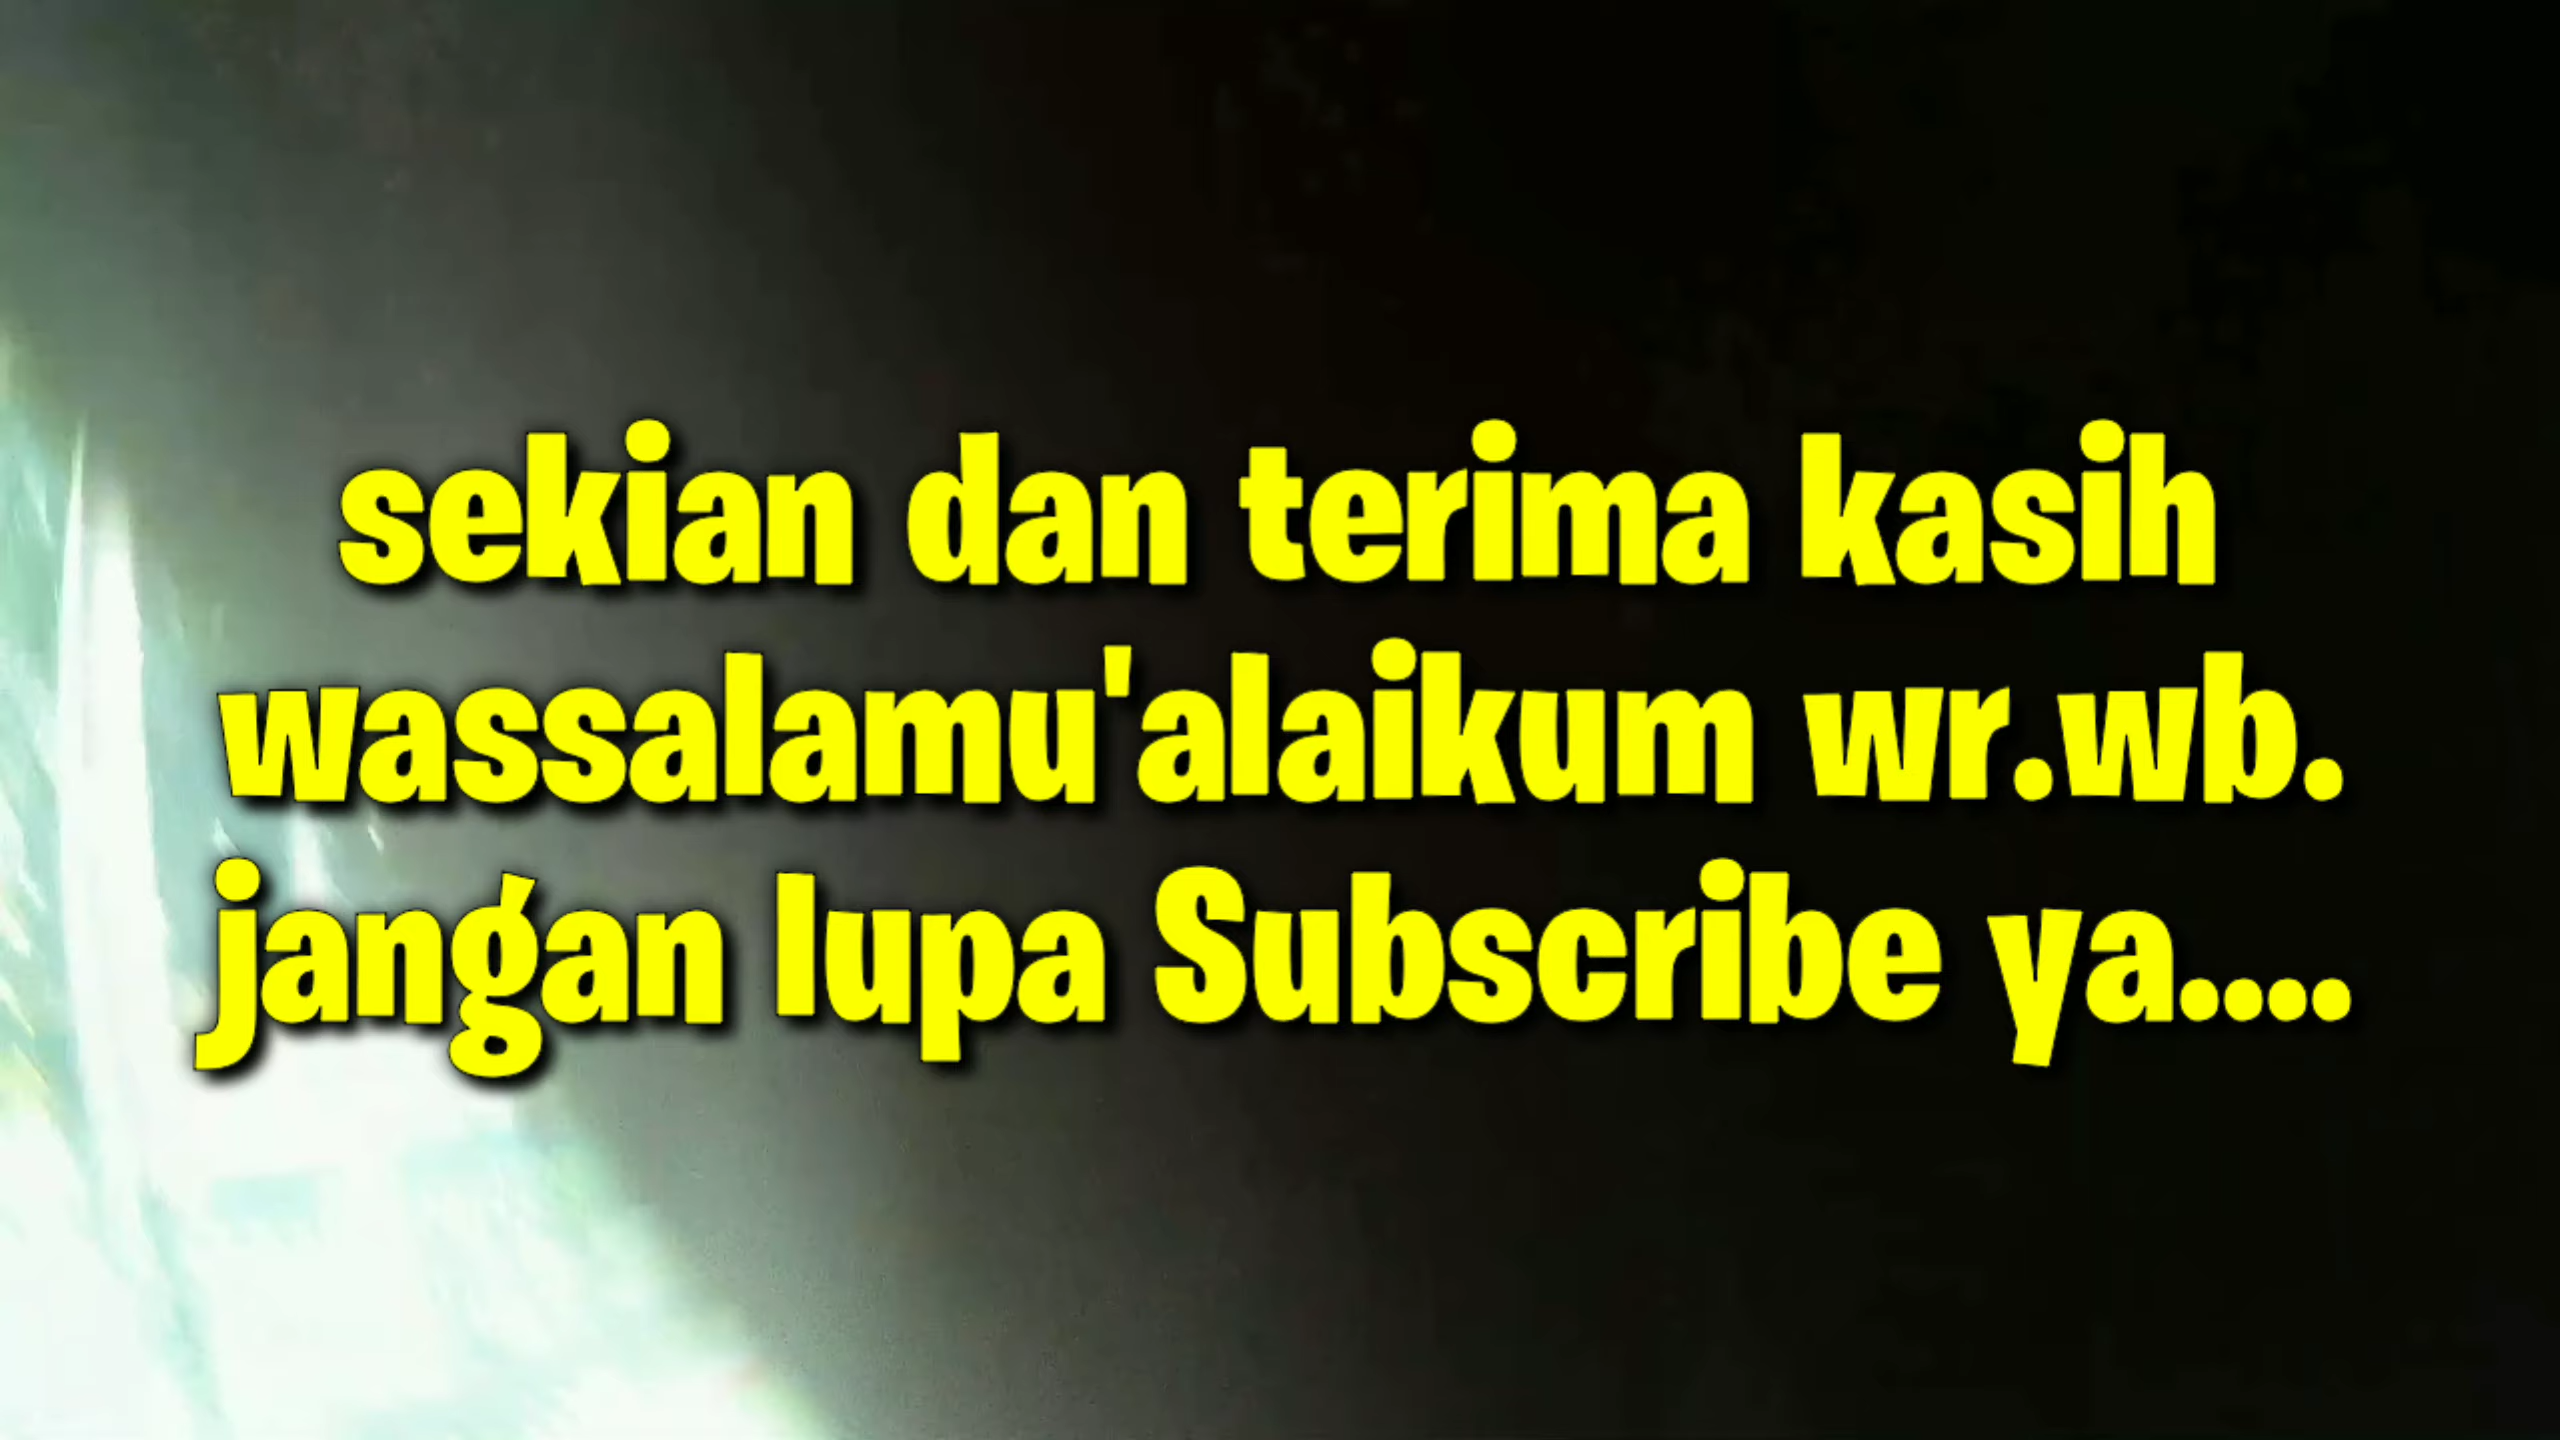 sekian dan terima kasih
wassalamu'alaikum wr.wb.
jangan lupa Subscribe ya....